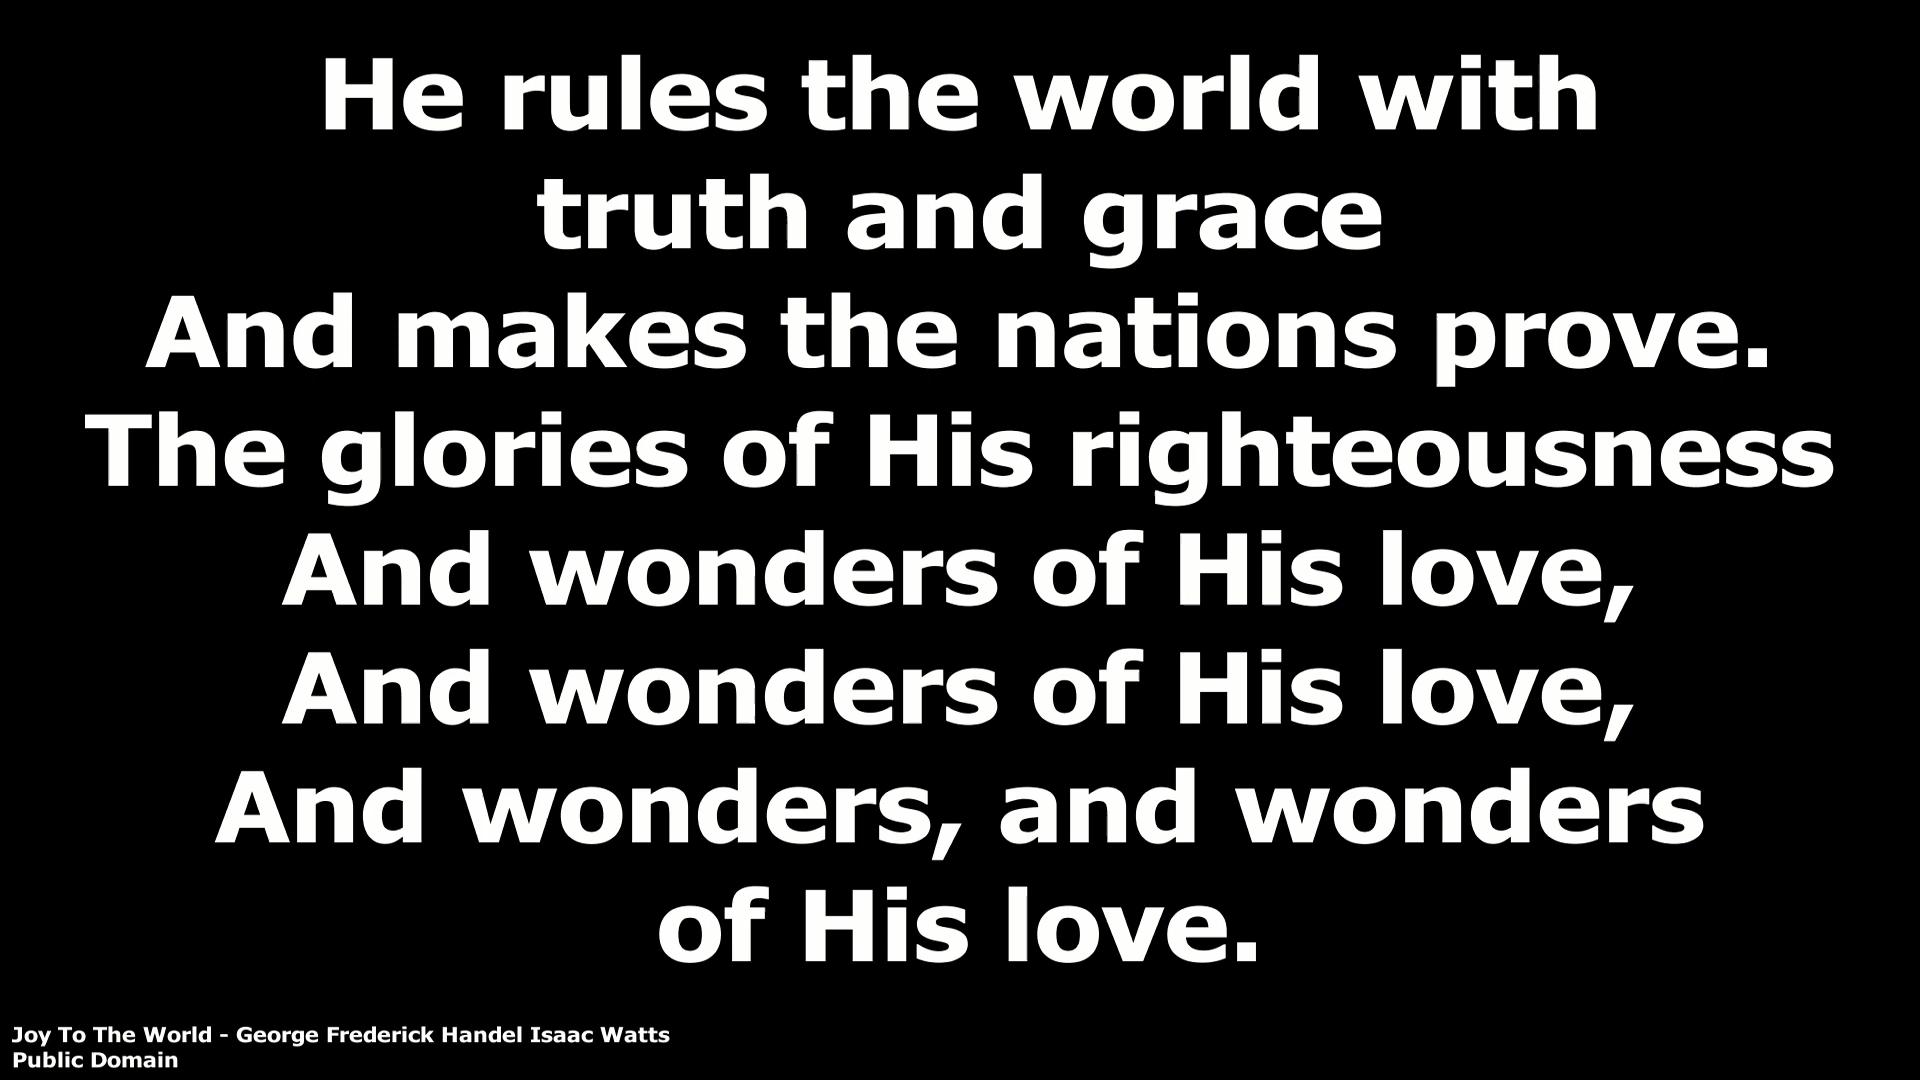 He rules the world with
truth and grace
And makes the nations prove.
The glories of His righteousness
And wonders of His love,
And wonders of His love,
And wonders, and wonders
of His love.
Joy To The World - George Frederick Handel Isaac Watts
Public Domain